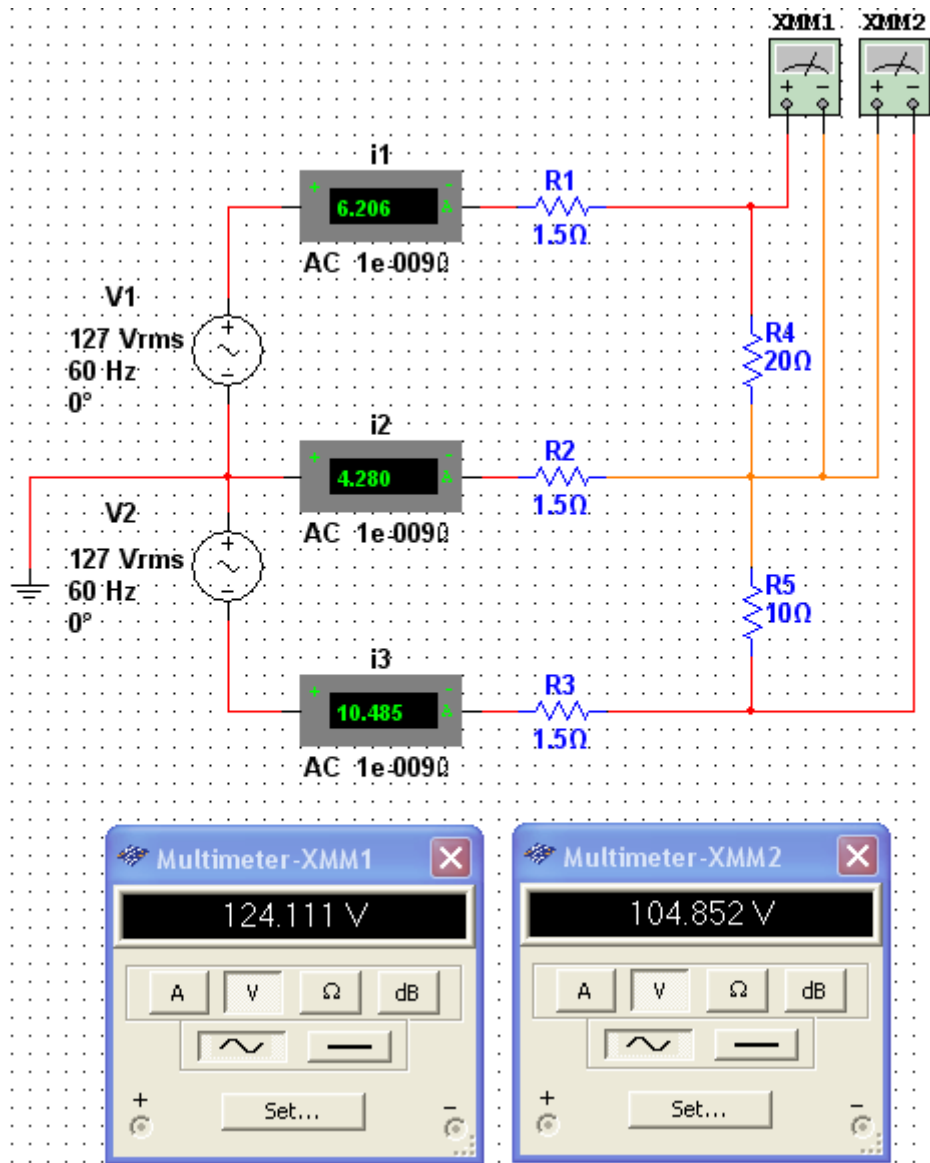 XMM1 XMM2
+ − + −
i1
+ 6.206 − A
AC 1e-009Ω
R1
1.5Ω
V1
127 Vrms
60 Hz
0°
+
−
R4
20Ω
i2
+ 4.280 − A
AC 1e-009Ω
R2
1.5Ω
V2
127 Vrms
60 Hz
0°
+
−
R5
10Ω
i3
+ 10.485 − A
AC 1e-009Ω
R3
1.5Ω
Multimeter-XMM1
124.111 V
A V Ω dB
+ Set... −
Multimeter-XMM2
104.852 V
A V Ω dB
+ Set... −